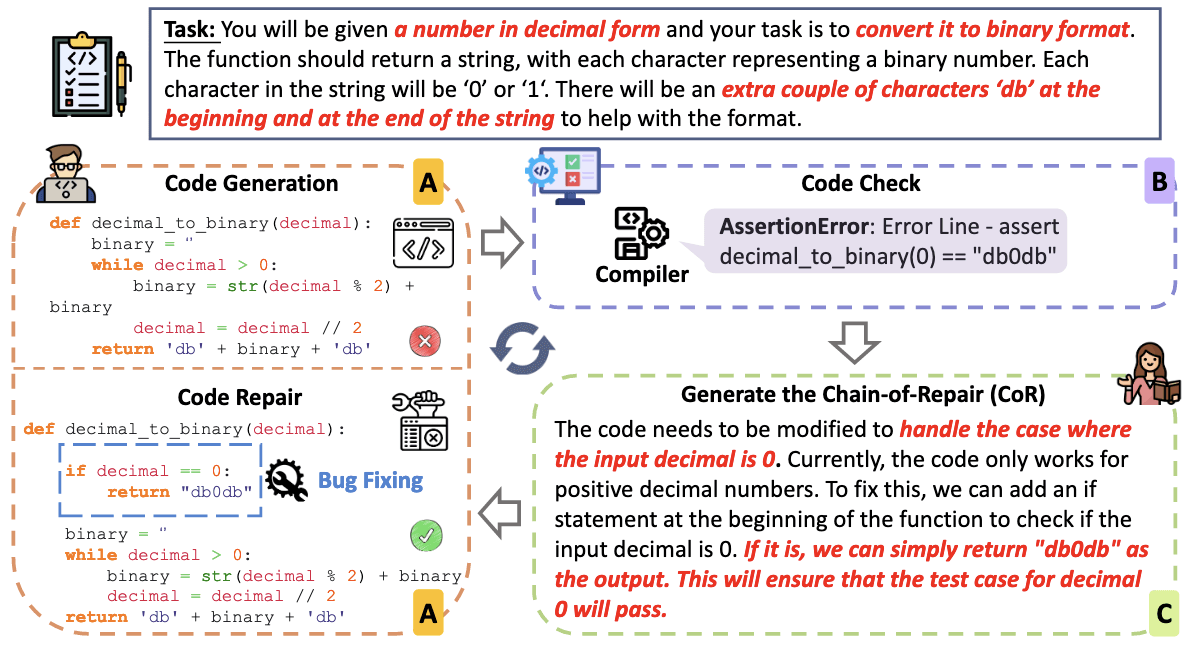 Task: You will be given a number in decimal form and your task is to convert it to binary format.
The function should return a string, with each character representing a binary number. Each
character in the string will be ‘0’ or ‘1‘. There will be an extra couple of characters ‘db’ at the
beginning and at the end of the string to help with the format.
Code Generation
A
def decimal_to_binary(decimal):
    binary = ‘’
    while decimal > 0:
        binary = str(decimal % 2) +
binary
        decimal = decimal // 2
    return 'db' + binary + 'db'
Code Check
B
Compiler
AssertionError: Error Line - assert
decimal_to_binary(0) == "db0db"
Code Repair
def decimal_to_binary(decimal):
    if decimal == 0:
        return "db0db"
Bug Fixing
    binary = ‘’
    while decimal > 0:
        binary = str(decimal % 2) + binary
        decimal = decimal // 2
    return 'db' + binary + 'db'
A
Generate the Chain-of-Repair (CoR)
The code needs to be modified to handle the case where
the input decimal is 0. Currently, the code only works for
positive decimal numbers. To fix this, we can add an if
statement at the beginning of the function to check if the
input decimal is 0. If it is, we can simply return "db0db" as
the output. This will ensure that the test case for decimal
0 will pass.
C